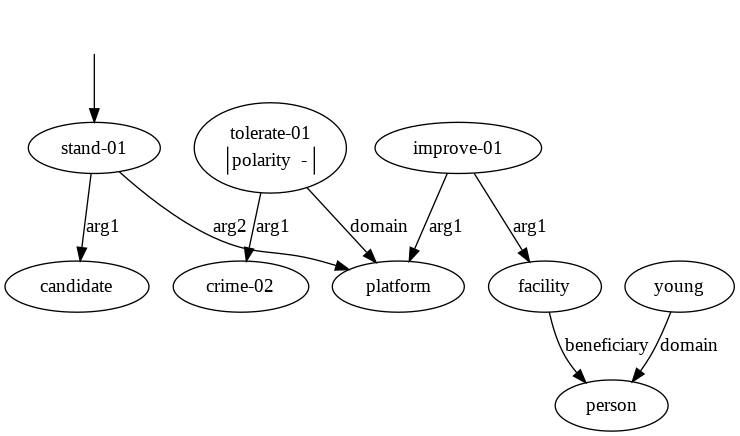 tolerate-01
stand-01
improve-01
polarity -
arg1
arg2
arg1
domain
arg1
arg1
candidate
crime-02
platform
facility
young
beneficiary
domain
person